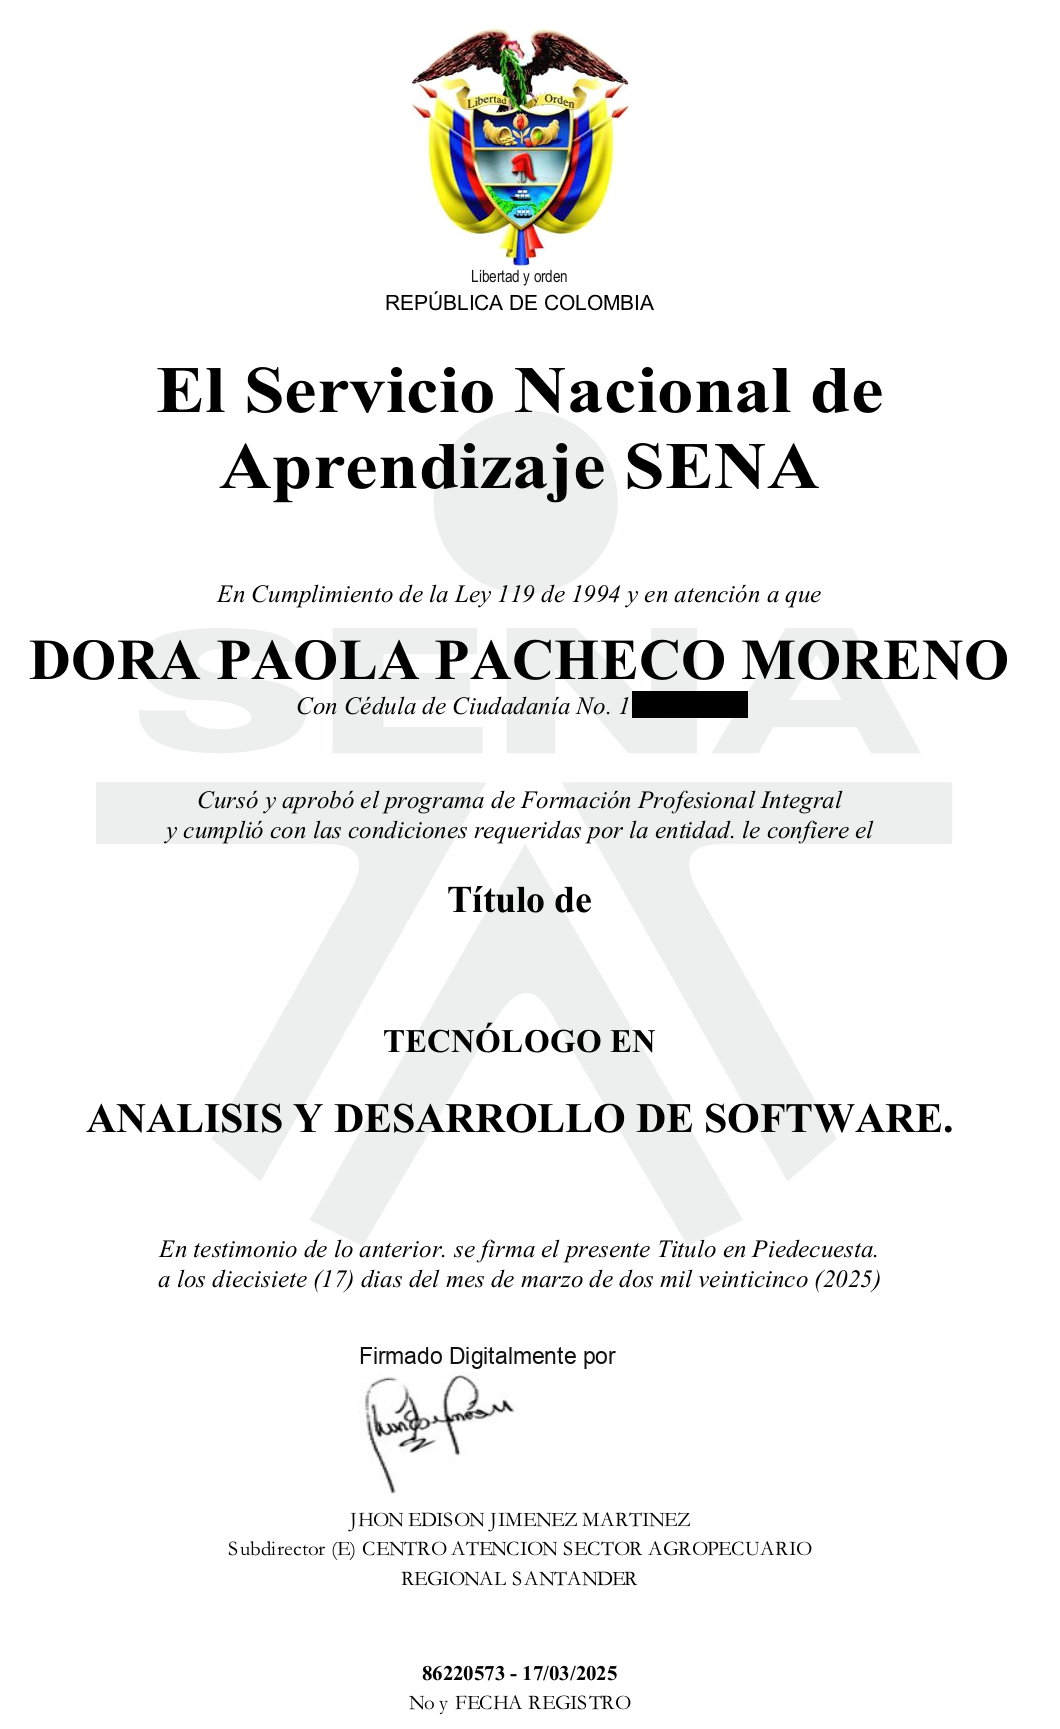 Libertad y Orden
Libertad y orden
REPÚBLICA DE COLOMBIA
El Servicio Nacional de
Aprendizaje SENA
En Cumplimiento de la Ley 119 de 1994 y en atención a que
SENA
DORA PAOLA PACHECO MORENO
Con Cédula de Ciudadanía No. 1
Cursó y aprobó el programa de Formación Profesional Integral
y cumplió con las condiciones requeridas por la entidad. le confiere el
Título de
TECNÓLOGO EN
ANALISIS Y DESARROLLO DE SOFTWARE.
En testimonio de lo anterior. se firma el presente Titulo en Piedecuesta.
a los diecisiete (17) dias del mes de marzo de dos mil veinticinco (2025)
Firmado Digitalmente por
JHON EDISON JIMENEZ MARTINEZ
Subdirector (E) CENTRO ATENCION SECTOR AGROPECUARIO
REGIONAL SANTANDER
86220573 - 17/03/2025
No y FECHA REGISTRO